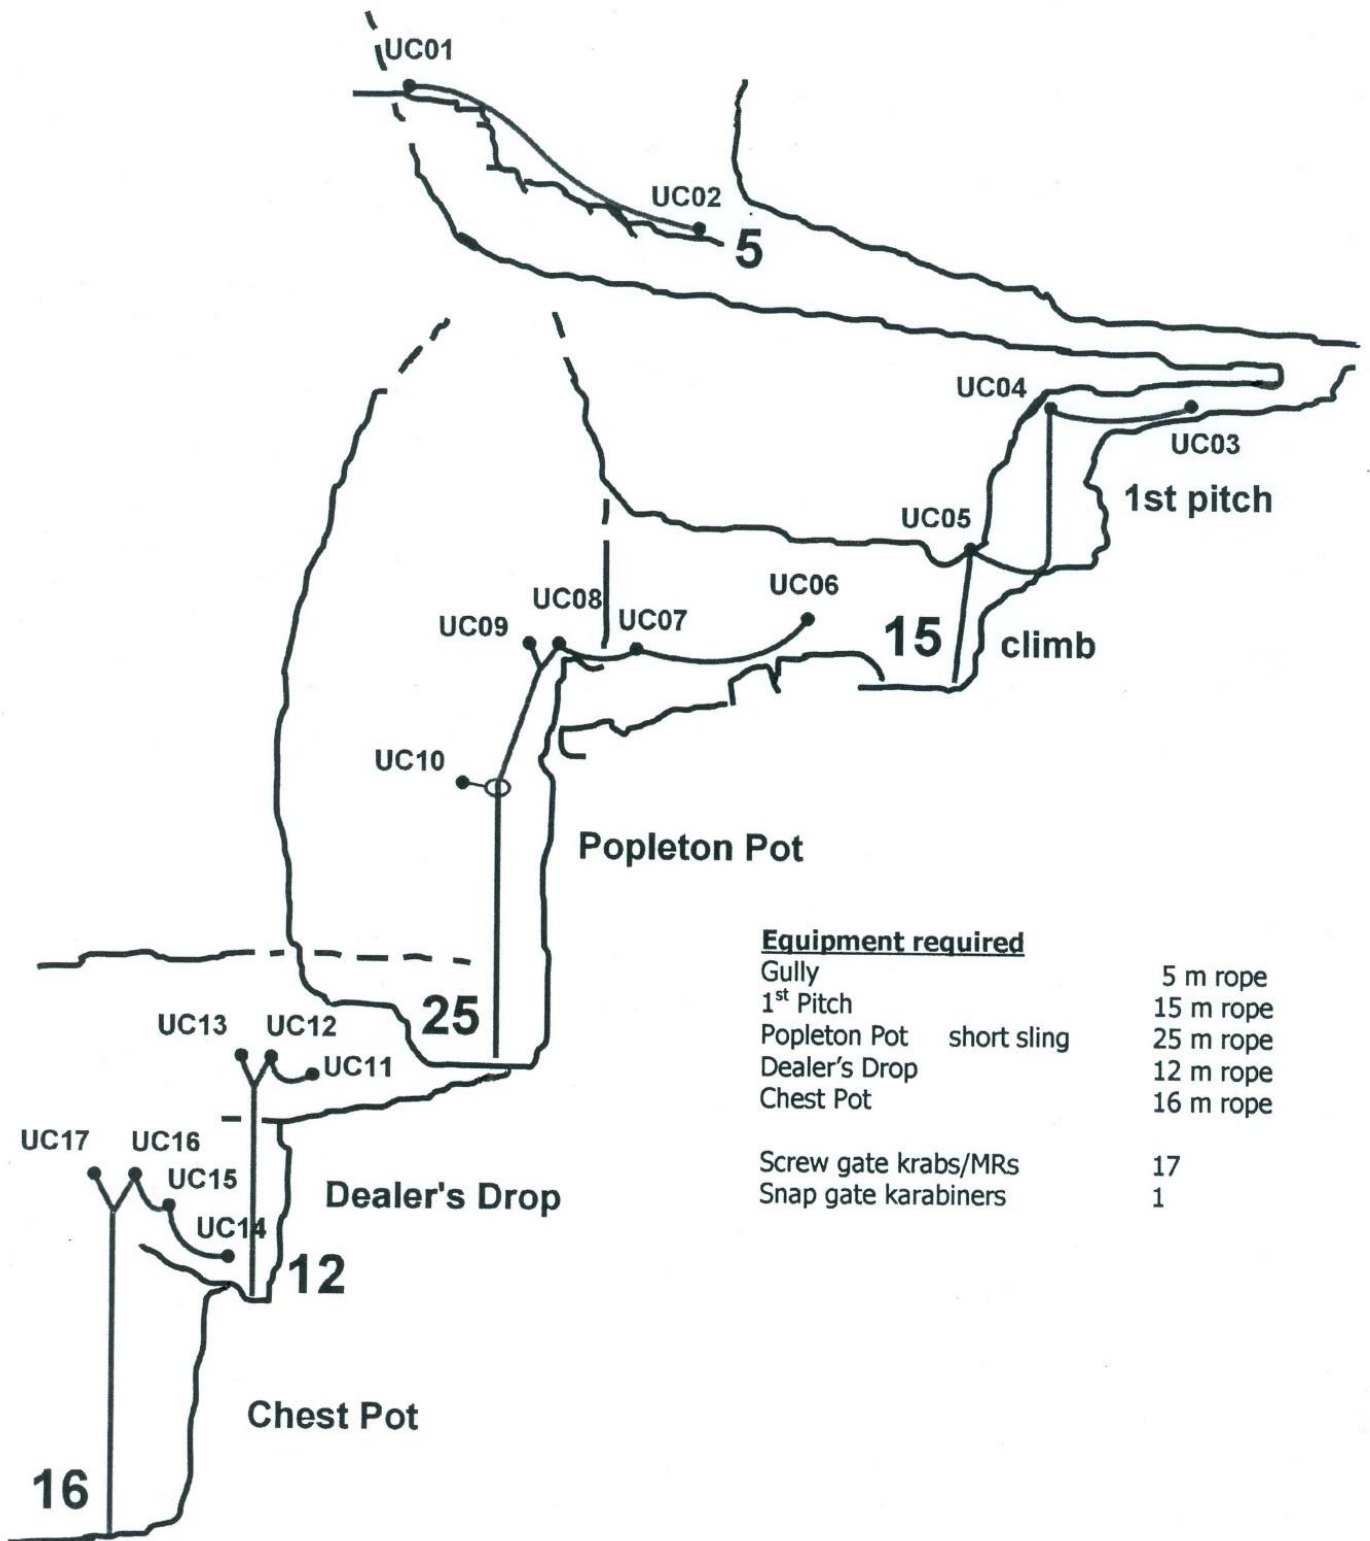 UC01
UC02
5
UC04
UC03
1st pitch
UC05
UC06
UC08
UC07
UC09
15
climb
UC10
Popleton Pot
Equipment required
Gully 5 m rope
1st Pitch 15 m rope
Popleton Pot short sling 25 m rope
Dealer's Drop 12 m rope
Chest Pot 16 m rope
Screw gate krabs/MRs 17
Snap gate karabiners 1
25
UC13 UC12
UC11
UC17 UC16
UC15
Dealer's Drop
UC14
12
Chest Pot
16